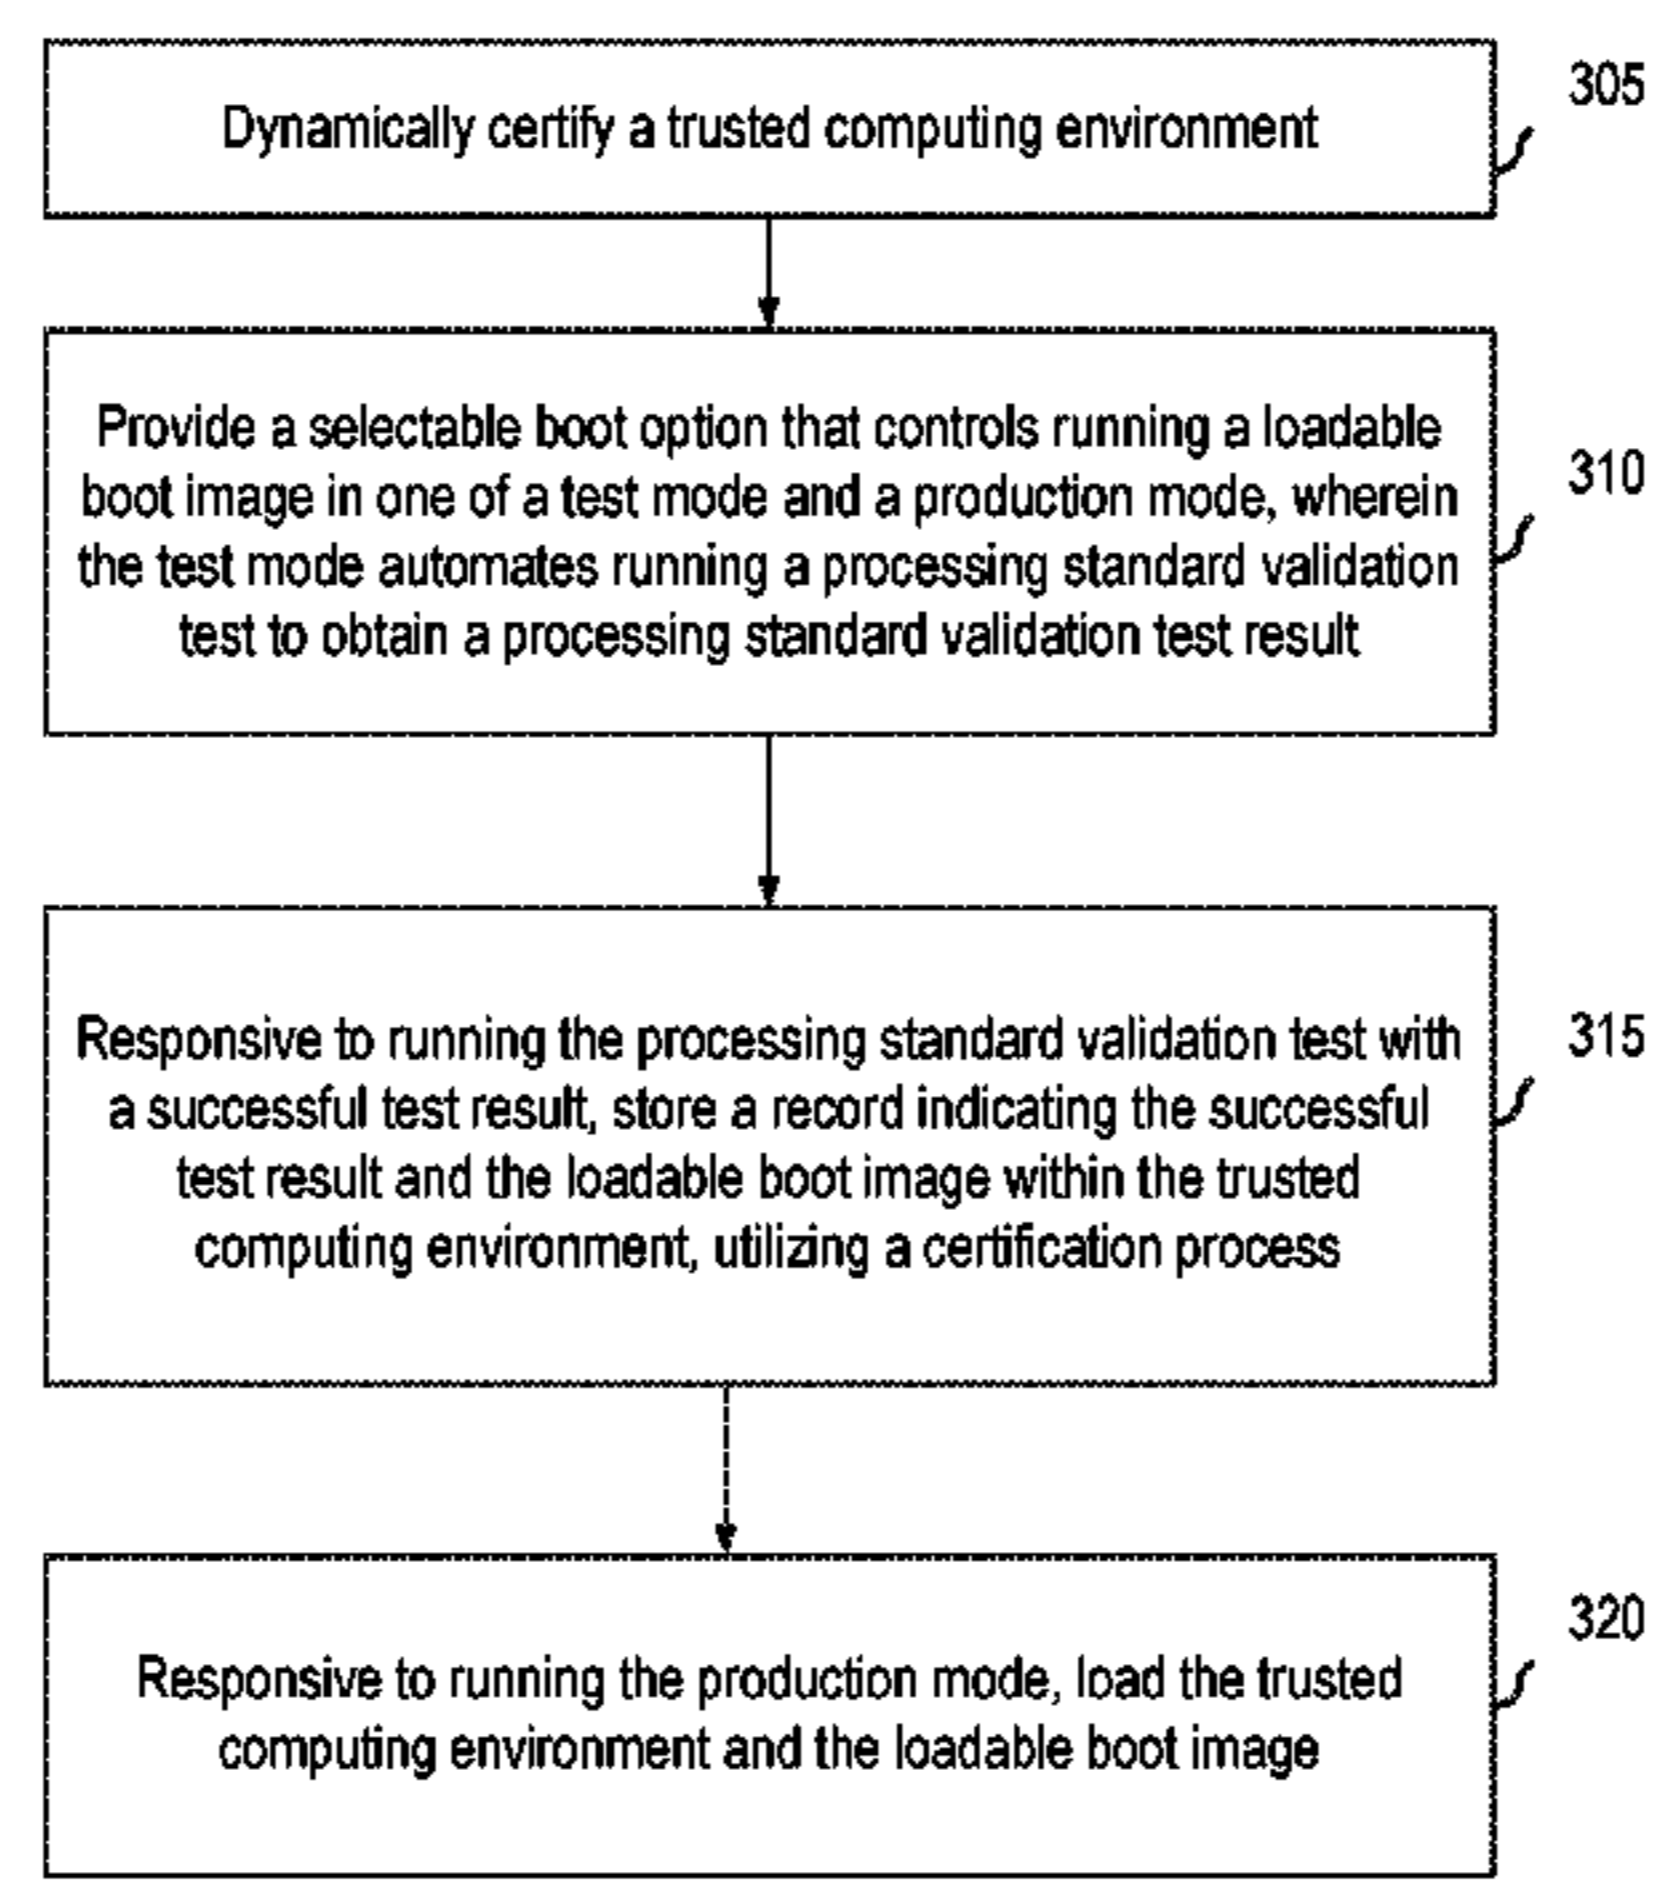 Dynamically certify a trusted computing environment
305
Provide a selectable boot option that controls running a loadable
boot image in one of a test mode and a production mode, wherein
the test mode automates running a processing standard validation
test to obtain a processing standard validation test result
310
Responsive to running the processing standard validation test with
a successful test result, store a record indicating the successful
test result and the loadable boot image within the trusted
computing environment, utilizing a certification process
315
Responsive to running the production mode, load the trusted
computing environment and the loadable boot image
320